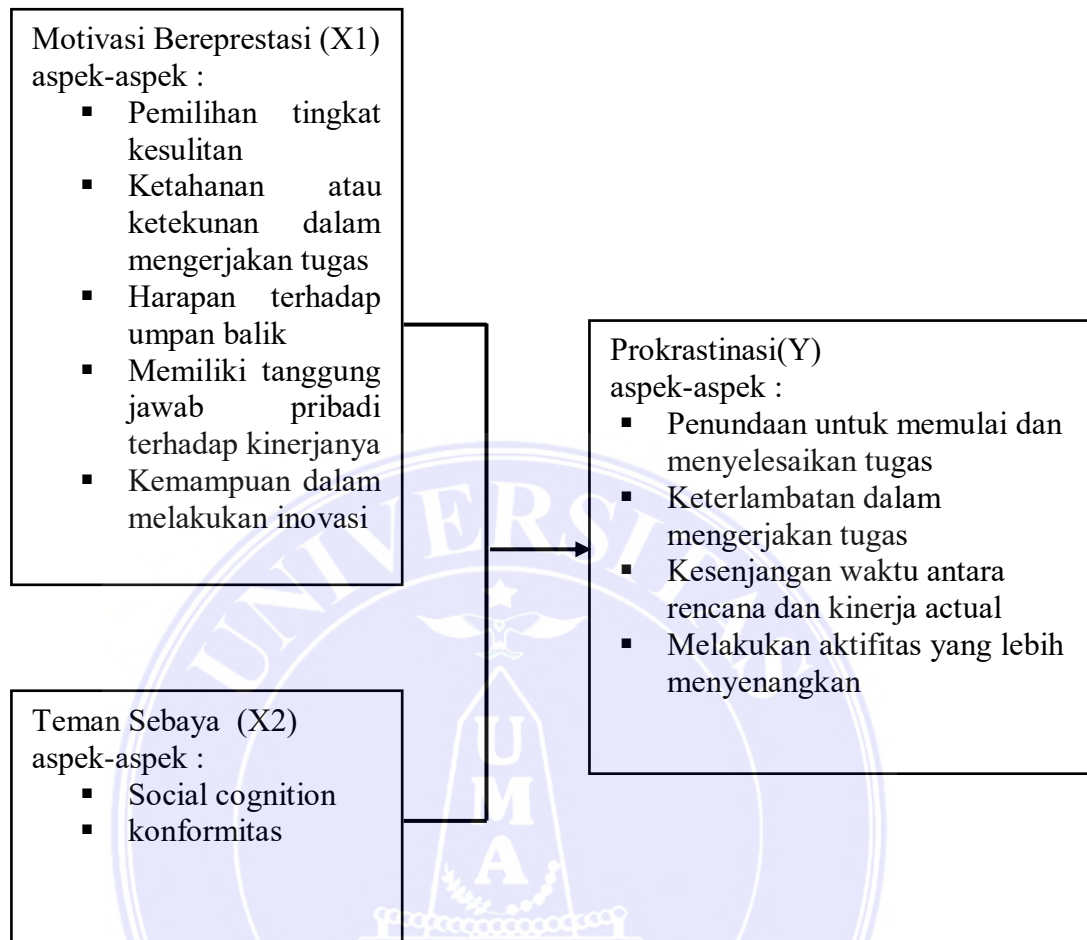 Motivasi Bereprestasi (X1)
aspek-aspek :
▪ Pemilihan tingkat
kesulitan
▪ Ketahanan atau
ketekunan dalam
mengerjakan tugas
▪ Harapan terhadap
umpan balik
▪ Memiliki tanggung
jawab pribadi
terhadap kinerjanya
▪ Kemampuan dalam
melakukan inovasi
Teman Sebaya (X2)
aspek-aspek :
▪ Social cognition
▪ konformitas
Prokrastinasi(Y)
aspek-aspek :
▪ Penundaan untuk memulai dan
menyelesaikan tugas
▪ Keterlambatan dalam
mengerjakan tugas
▪ Kesenjangan waktu antara
rencana dan kinerja actual
▪ Melakukan aktifitas yang lebih
menyenangkan
UNIVERSITAS
U
M
A